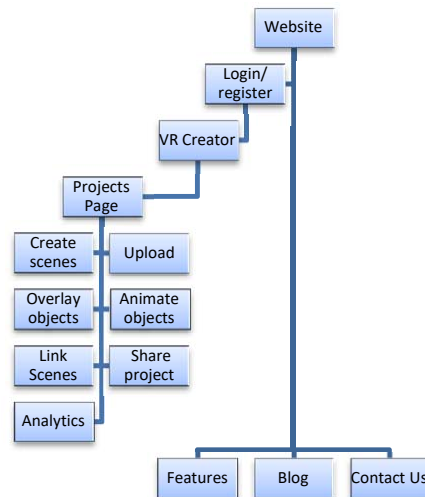 Website
Login/
register
VR Creator
Projects
Page
Create
scenes
Upload
Overlay
objects
Animate
objects
Link
Scenes
Share
project
Analytics
Features
Blog
Contact Us